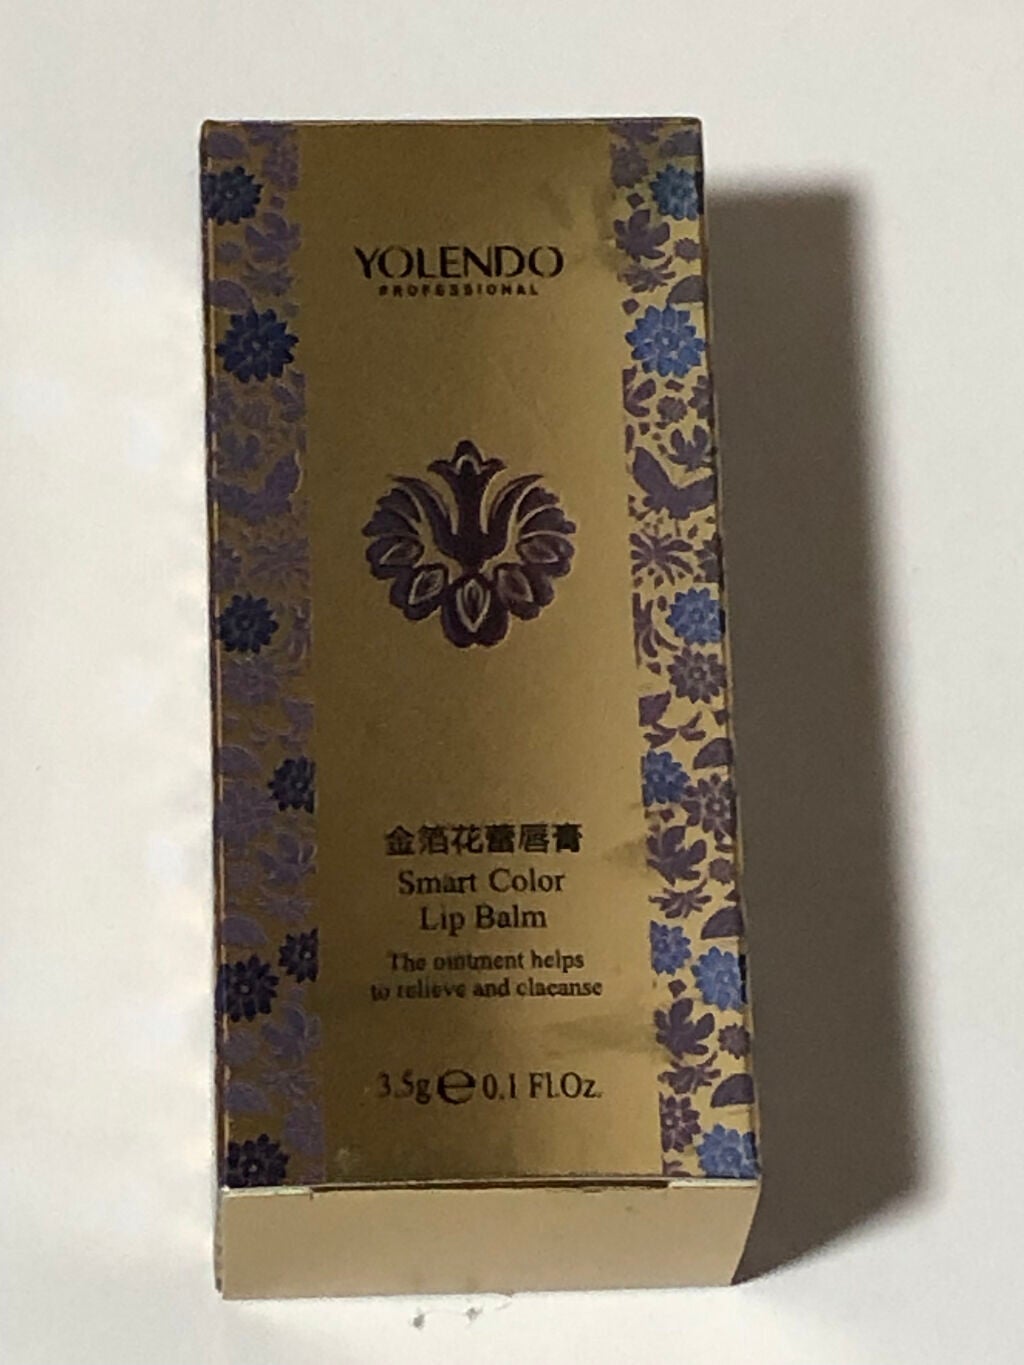 YOLENDO
PROFESSIONAL
金箔花蕾唇膏
Smart Color
Lip Balm
The ointment helps
to relieve and clacanse
3.5g ℮ 0.1 Fl.Oz.